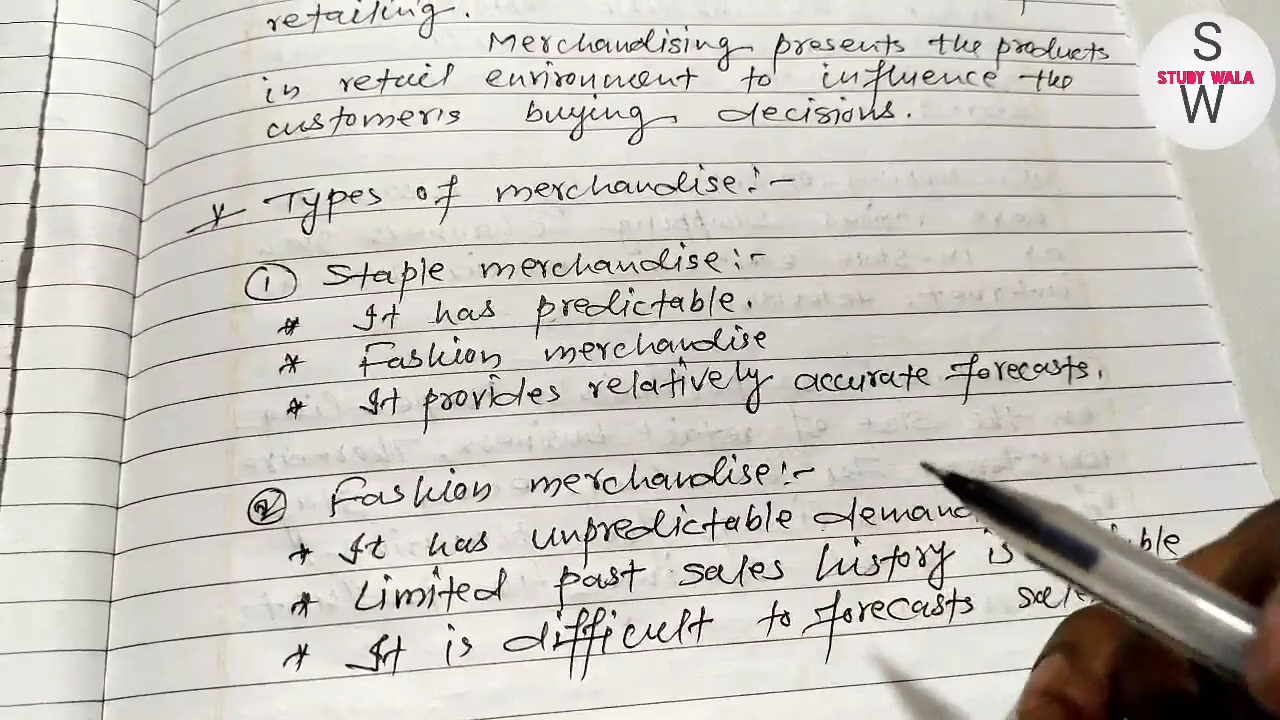 retailing.
Merchandising presents the products
in retail environment to influence the
customer's buying decisions.
* Types of merchandise:-
① Staple merchandise:-
* It has predictable.
* Fashion merchandise
* It provides relatively accurate forecasts.
② Fashion merchandise:-
* It has unpredictable
* Limited past sales history is
* It is difficult to forecasts
S
STUDY WALA
W